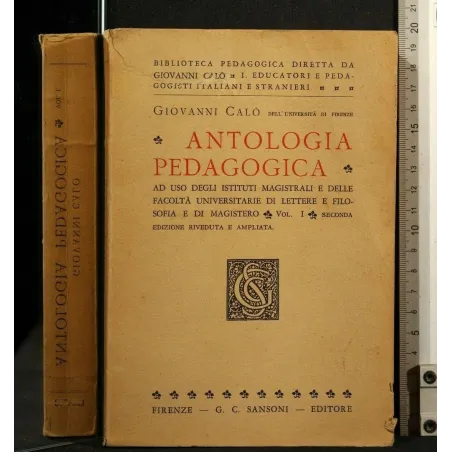 BIBLIOTECA PEDAGOGICA DIRETTA DA
GIOVANNI CALÒ I. EDUCATORI E PEDA-
GOGISTI ITALIANI E STRANIERI.
GIOVANNI CALÒ DELL'UNIVERSITÀ DI FIRENZE
ANTOLOGIA
PEDAGOGICA
AD USO DEGLI ISTITUTI MAGISTRALI E DELLE
FACOLTÀ UNIVERSITARIE DI LETTERE E FILO-
SOFIA E DI MAGISTERO VOL. I SECONDA
EDIZIONE RIVEDUTA E AMPLIATA.
FIRENZE — G. C. SANSONI — EDITORE
ANTOLOGIA PEDAGOGICA VOL. I
GIOVANNI CALÒ